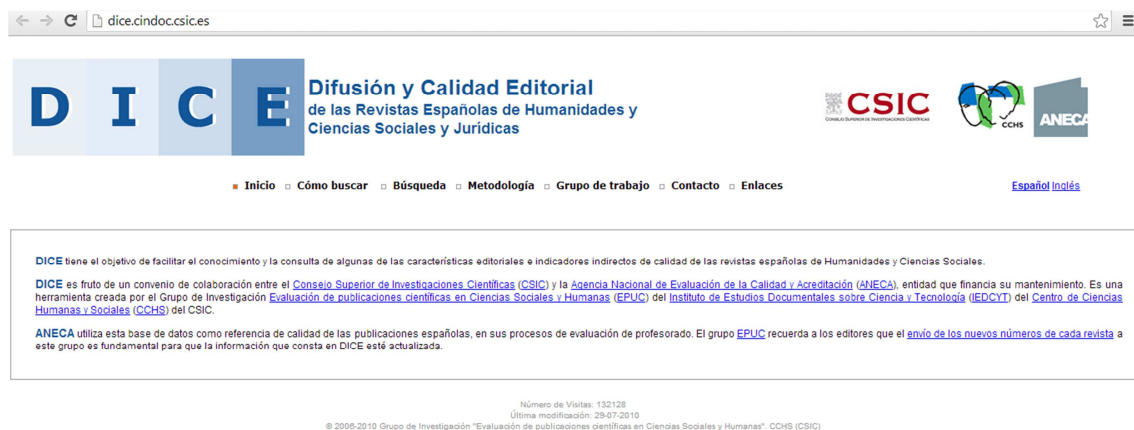 dice.cindoc.csic.es
D I C E
Difusión y Calidad Editorial
de las Revistas Españolas de Humanidades y
Ciencias Sociales y Jurídicas
CSIC
CONSEJO SUPERIOR DE INVESTIGACIONES CIENTÍFICAS
CCHS
ANECA
Inicio Cómo buscar Búsqueda Metodología Grupo de trabajo Contacto Enlaces
Español Inglés
DICE tiene el objetivo de facilitar el conocimiento y la consulta de algunas de las características editoriales e indicadores indirectos de calidad de las revistas españolas de Humanidades y Ciencias Sociales.
DICE es fruto de un convenio de colaboración entre el Consejo Superior de Investigaciones Científicas (CSIC) y la Agencia Nacional de Evaluación de la Calidad y Acreditación (ANECA), entidad que financia su mantenimiento. Es una
herramienta creada por el Grupo de Investigación Evaluación de publicaciones científicas en Ciencias Sociales y Humanas (EPUC) del Instituto de Estudios Documentales sobre Ciencia y Tecnología (IEDCYT) del Centro de Ciencias
Humanas y Sociales (CCHS) del CSIC.
ANECA utiliza esta base de datos como referencia de calidad de las publicaciones españolas, en sus procesos de evaluación de profesorado. El grupo EPUC recuerda a los editores que el envío de los nuevos números de cada revista a
este grupo es fundamental para que la información que consta en DICE esté actualizada.
Número de Visitas: 132128
Última modificación: 29-07-2010
© 2006-2010 Grupo de Investigación "Evaluación de publicaciones científicas en Ciencias Sociales y Humanas". CCHS (CSIC)